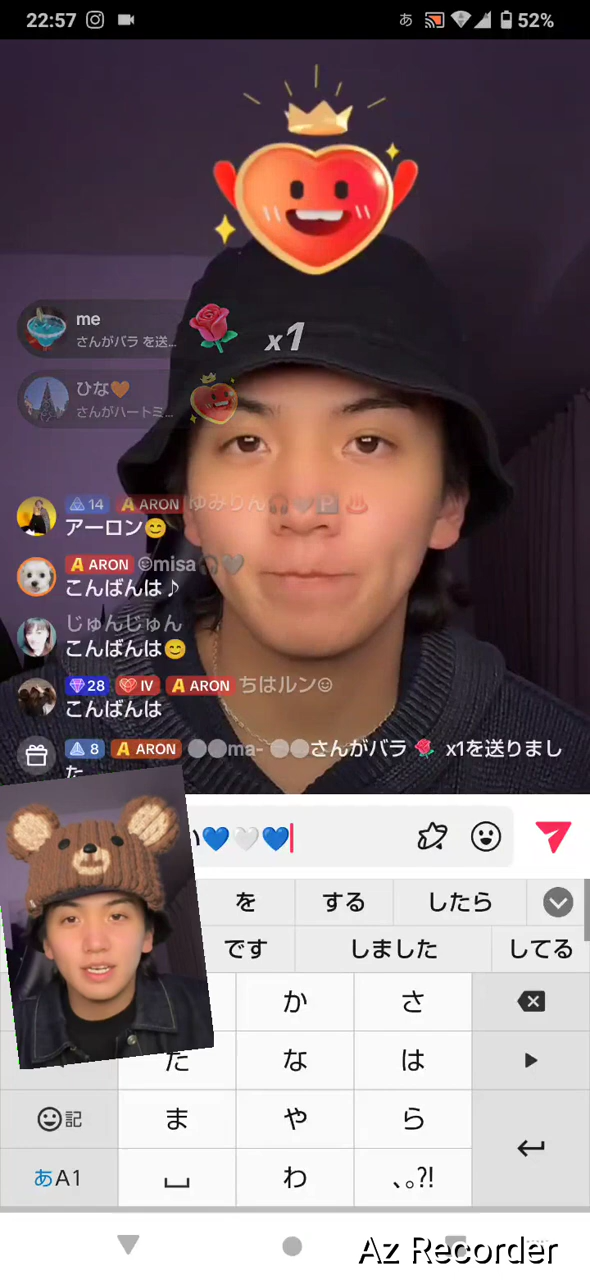 22:57
あ
52%
me
さんがバラ を送...
x1
ひな🧡
さんがハートミ...
14 A ARON ゆみりん🎧🩶🅿️♨️
アーロン😊
A ARON ☺misa🎧🩶
こんばんは♪
じゅんじゅん
こんばんは😊
28 IV A ARON ちはルン☺
こんばんは
8 A ARON ●●ma- ●●さんがバラ 🌹 x1を送りまし
た
💙🤍💙
を する したら
です しました してる
か さ
た な は
記 ま や ら
あA1 わ 、。?!
Az Recorder